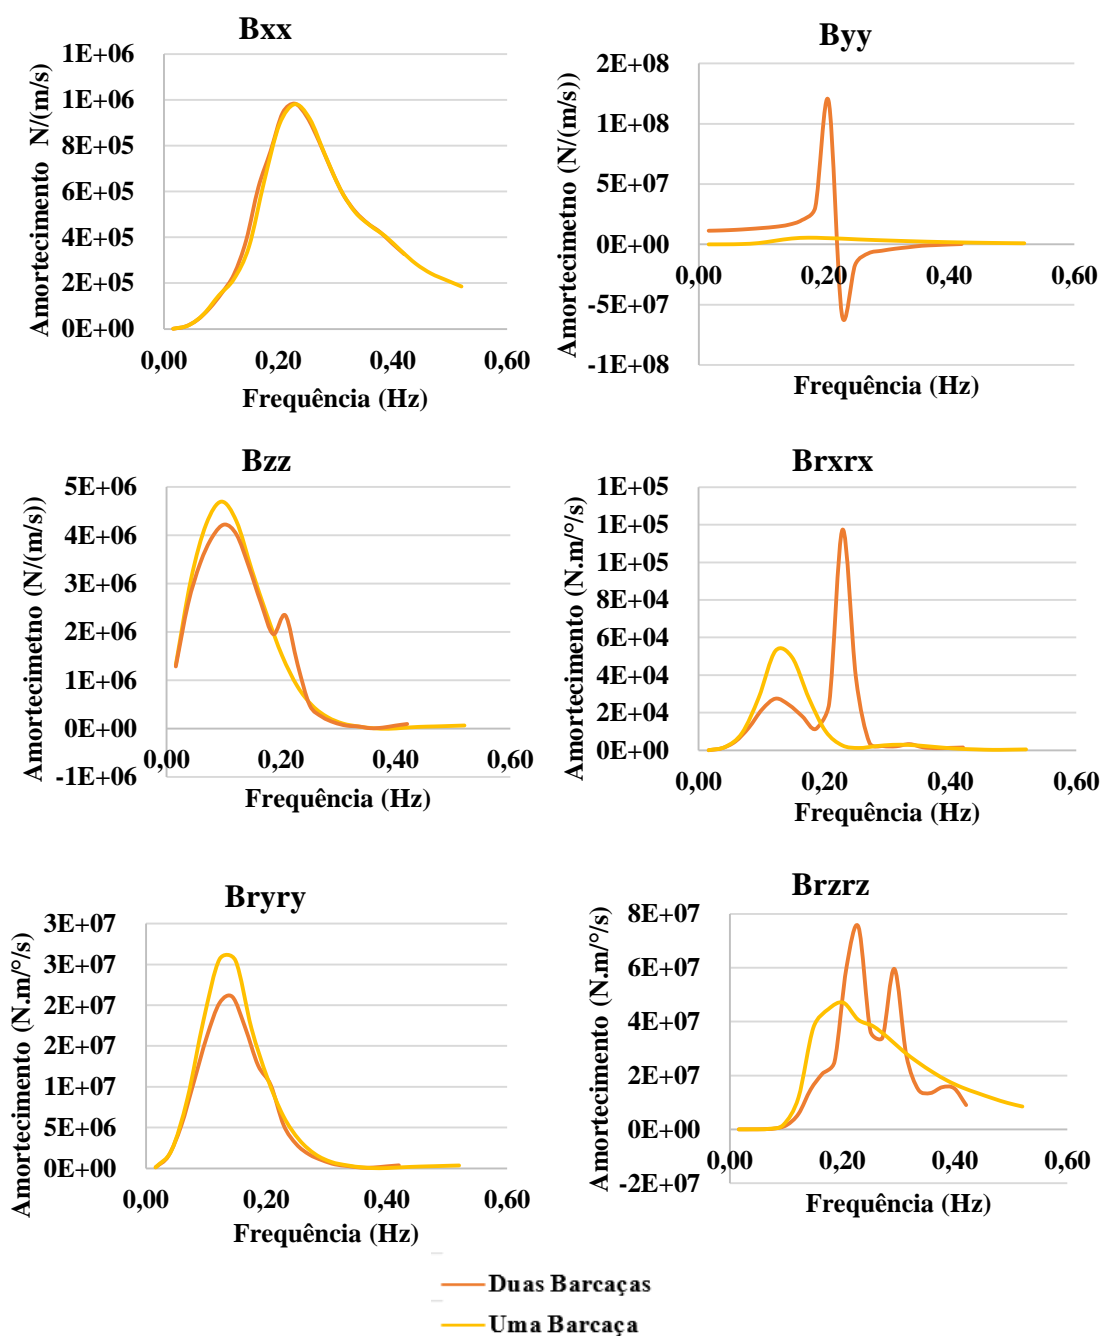 Bxx
Amortecimento N/(m/s)
1E+06
1E+06
8E+05
6E+05
4E+05
2E+05
0E+00
0,00 0,20 0,40 0,60
Frequência (Hz)
Byy
Amortecimetno (N/(m/s))
2E+08
1E+08
5E+07
0E+00
-5E+07
-1E+08
0,00 0,20 0,40 0,60
Frequência (Hz)
Bzz
Amortecimetno (N/(m/s))
5E+06
4E+06
3E+06
2E+06
1E+06
0E+00
-1E+06
0,00 0,20 0,40 0,60
Frequência (Hz)
Brxrx
Amortecimento (N.m/°/s)
1E+05
1E+05
1E+05
8E+04
6E+04
4E+04
2E+04
0E+00
0,00 0,20 0,40 0,60
Frequência (Hz)
Bryry
Amortecimento (N.m/°/s)
3E+07
3E+07
2E+07
2E+07
1E+07
5E+06
0E+00
0,00 0,20 0,40 0,60
Frequência (Hz)
Brzrz
Amortecimento (N.m/°/s)
8E+07
6E+07
4E+07
2E+07
0E+00
-2E+07
0,00 0,20 0,40 0,60
Frequência (Hz)
Duas Barcaças
Uma Barcaça